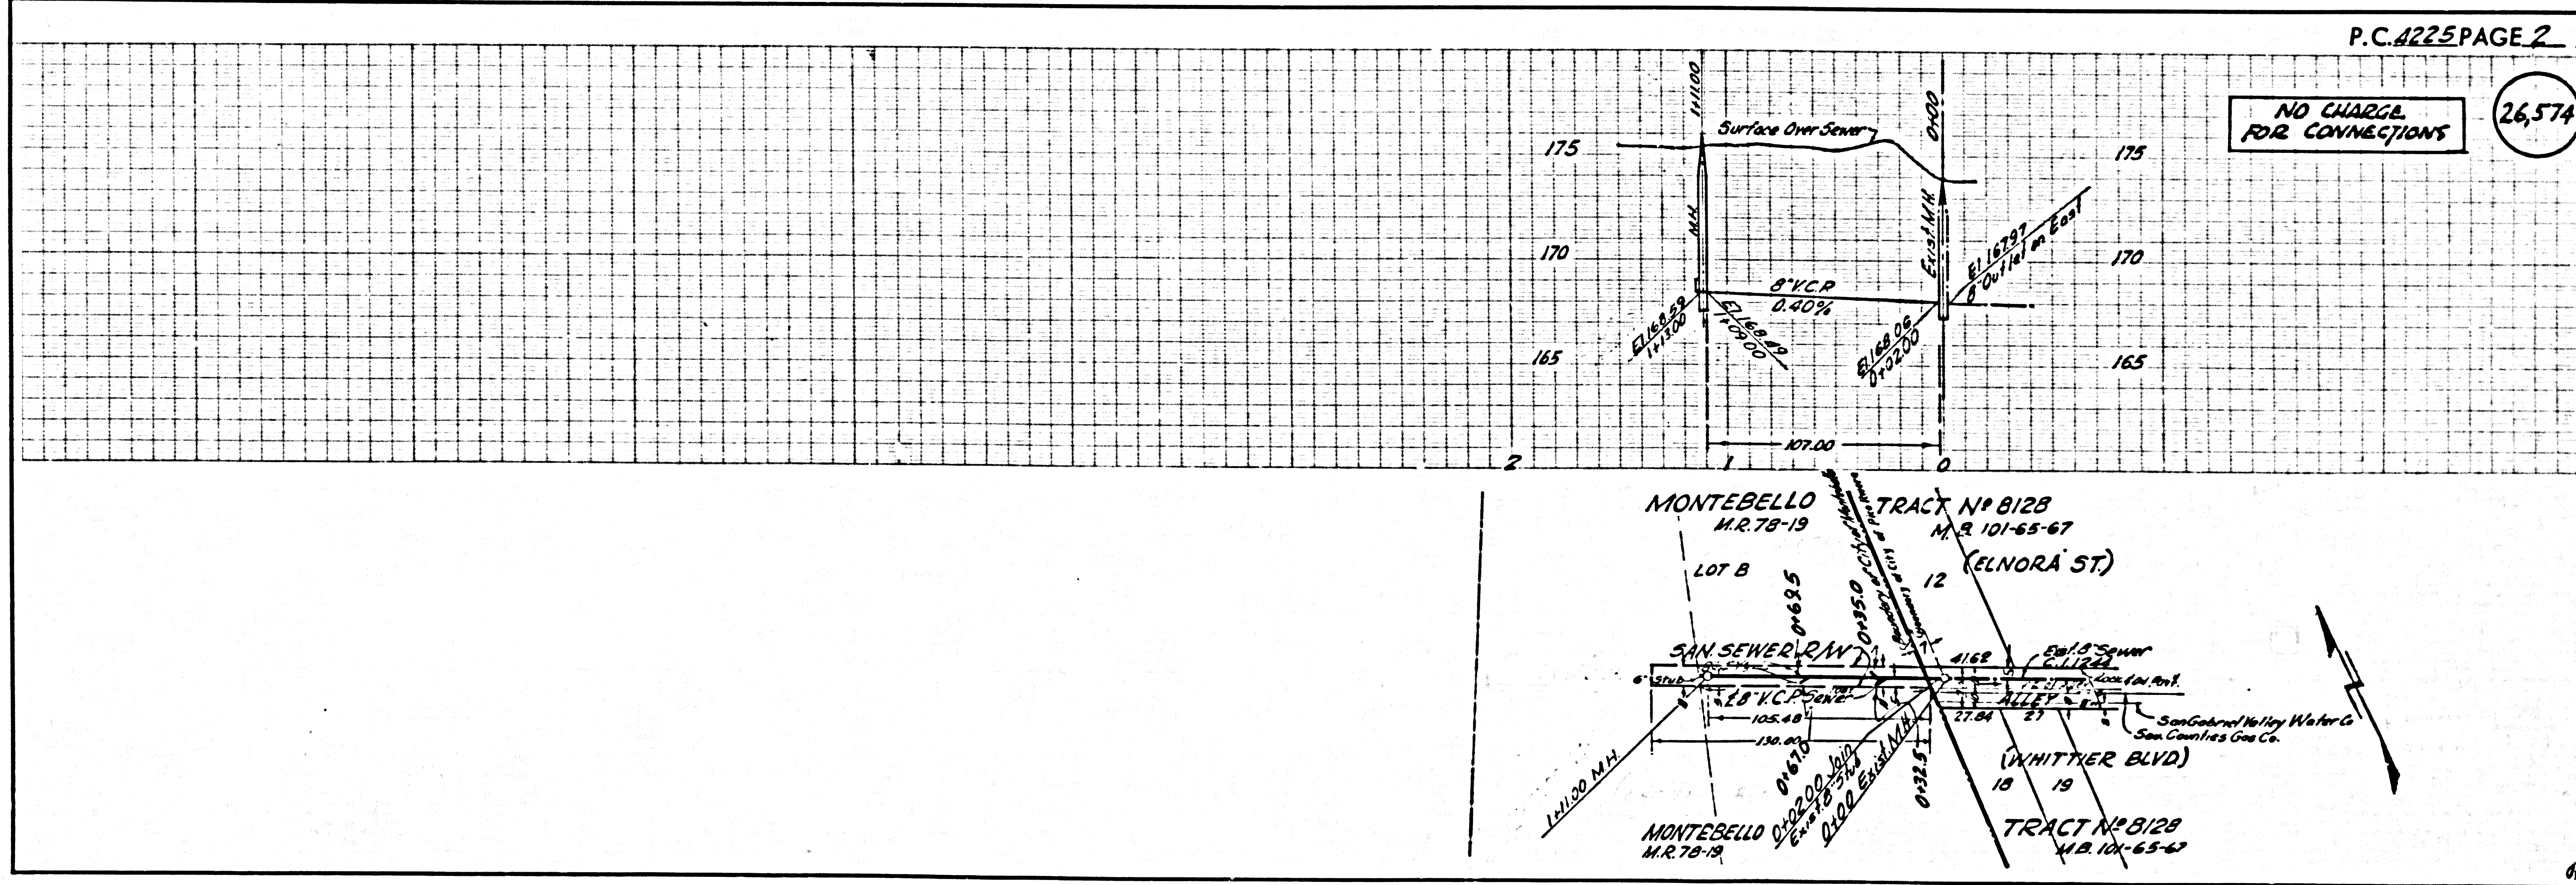 P.C. 4225 PAGE 2
NO CHARGE
FOR CONNECTIONS
26,574
1+11.00
0+00
Surface Over Sewer
175
175
M.H.
Exist. M.H.
El 167.97
8" Outlet on East
170
170
8" V.C.P.
0.40%
El 168.59
1+13.00
El 168.49
1+09.00
El 168.06
0+02.00
165
165
107.00
2
1
0
MONTEBELLO
M.R. 78-19
TRACT Nº 8128
M.B. 101-65-67
(ELNORA ST.)
LOT B
12
0+69.5
0+35.0
SAN. SEWER R/W
41.62
Exist. 8" Sewer
C.I. 1244
6" Stub
8" V.C.P. Sewer
ALLEY
105.48
27.84
27
130.00
San Gabriel Valley Water Co
Sou. Counties Gas Co.
(WHITTIER BLVD)
1+11.00 M.H.
0+67.0
0+02.00 Join
Exist. 8" Stub
0+00 Exist. M.H.
0+32.5
18
19
MONTEBELLO
M.R. 78-19
TRACT Nº 8128
M.B. 101-65-67